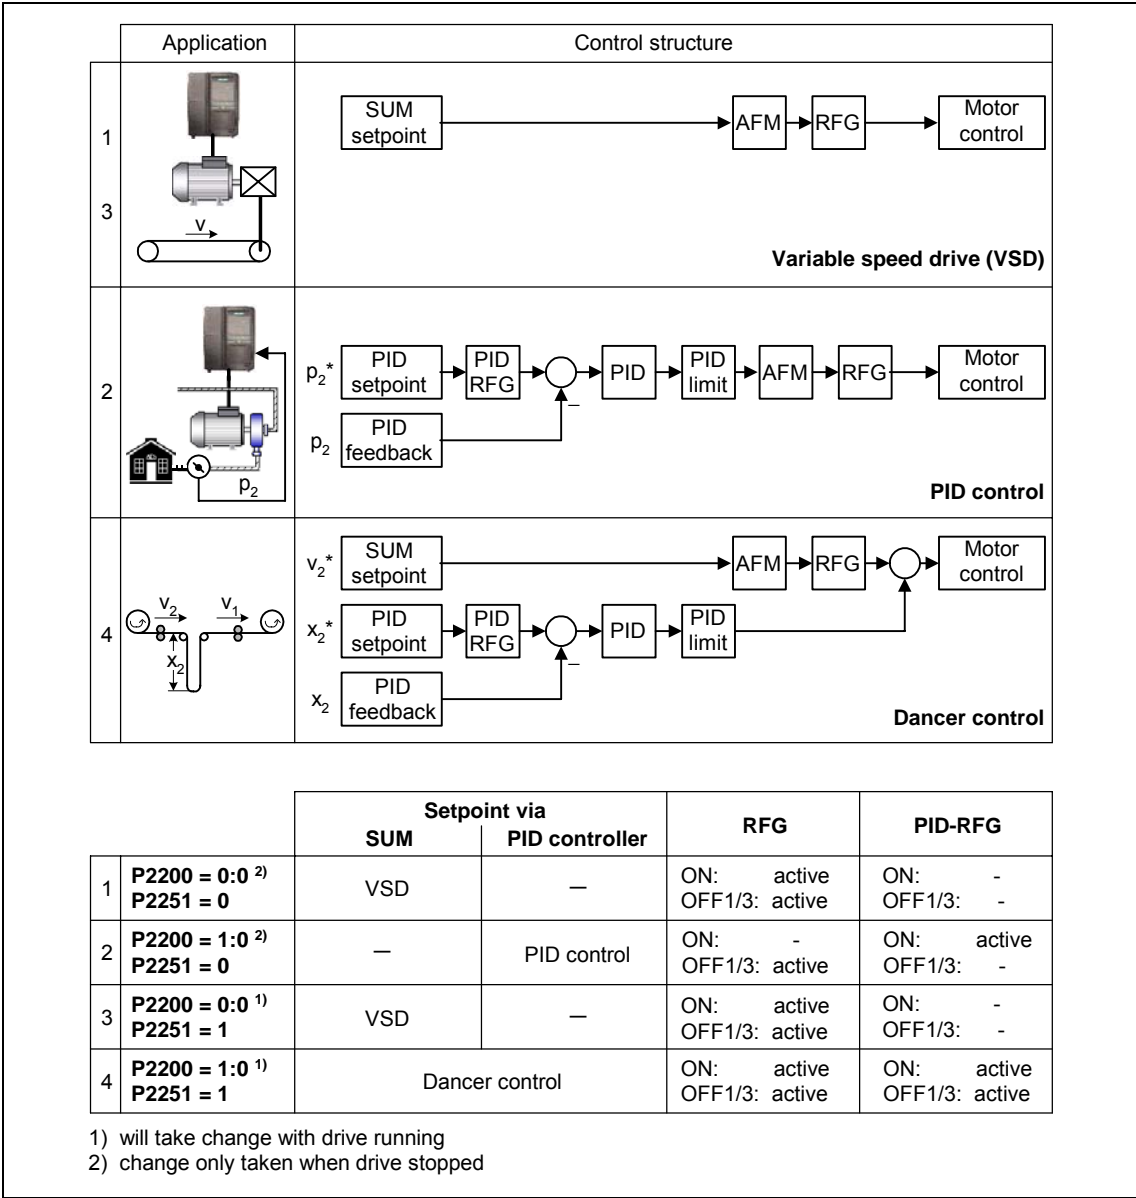 Application Control structure
1
3
v
SUM setpoint AFM RFG Motor control
Variable speed drive (VSD)
2
p2
p2* PID setpoint PID RFG PID PID limit AFM RFG Motor control
–
p2 PID feedback
PID control
4
v2 v1
x2
v2* SUM setpoint AFM RFG Motor control
x2* PID setpoint PID RFG PID PID limit
–
x2 PID feedback
Dancer control
Setpoint via RFG PID-RFG
SUM PID controller
1 P2200 = 0:0 2) VSD – ON: active ON: -
P2251 = 0 OFF1/3: active OFF1/3: -
2 P2200 = 1:0 2) – PID control ON: - ON: active
P2251 = 0 OFF1/3: active OFF1/3: -
3 P2200 = 0:0 1) VSD – ON: active ON: -
P2251 = 1 OFF1/3: active OFF1/3: -
4 P2200 = 1:0 1) Dancer control ON: active ON: active
P2251 = 1 OFF1/3: active OFF1/3: active
1) will take change with drive running
2) change only taken when drive stopped